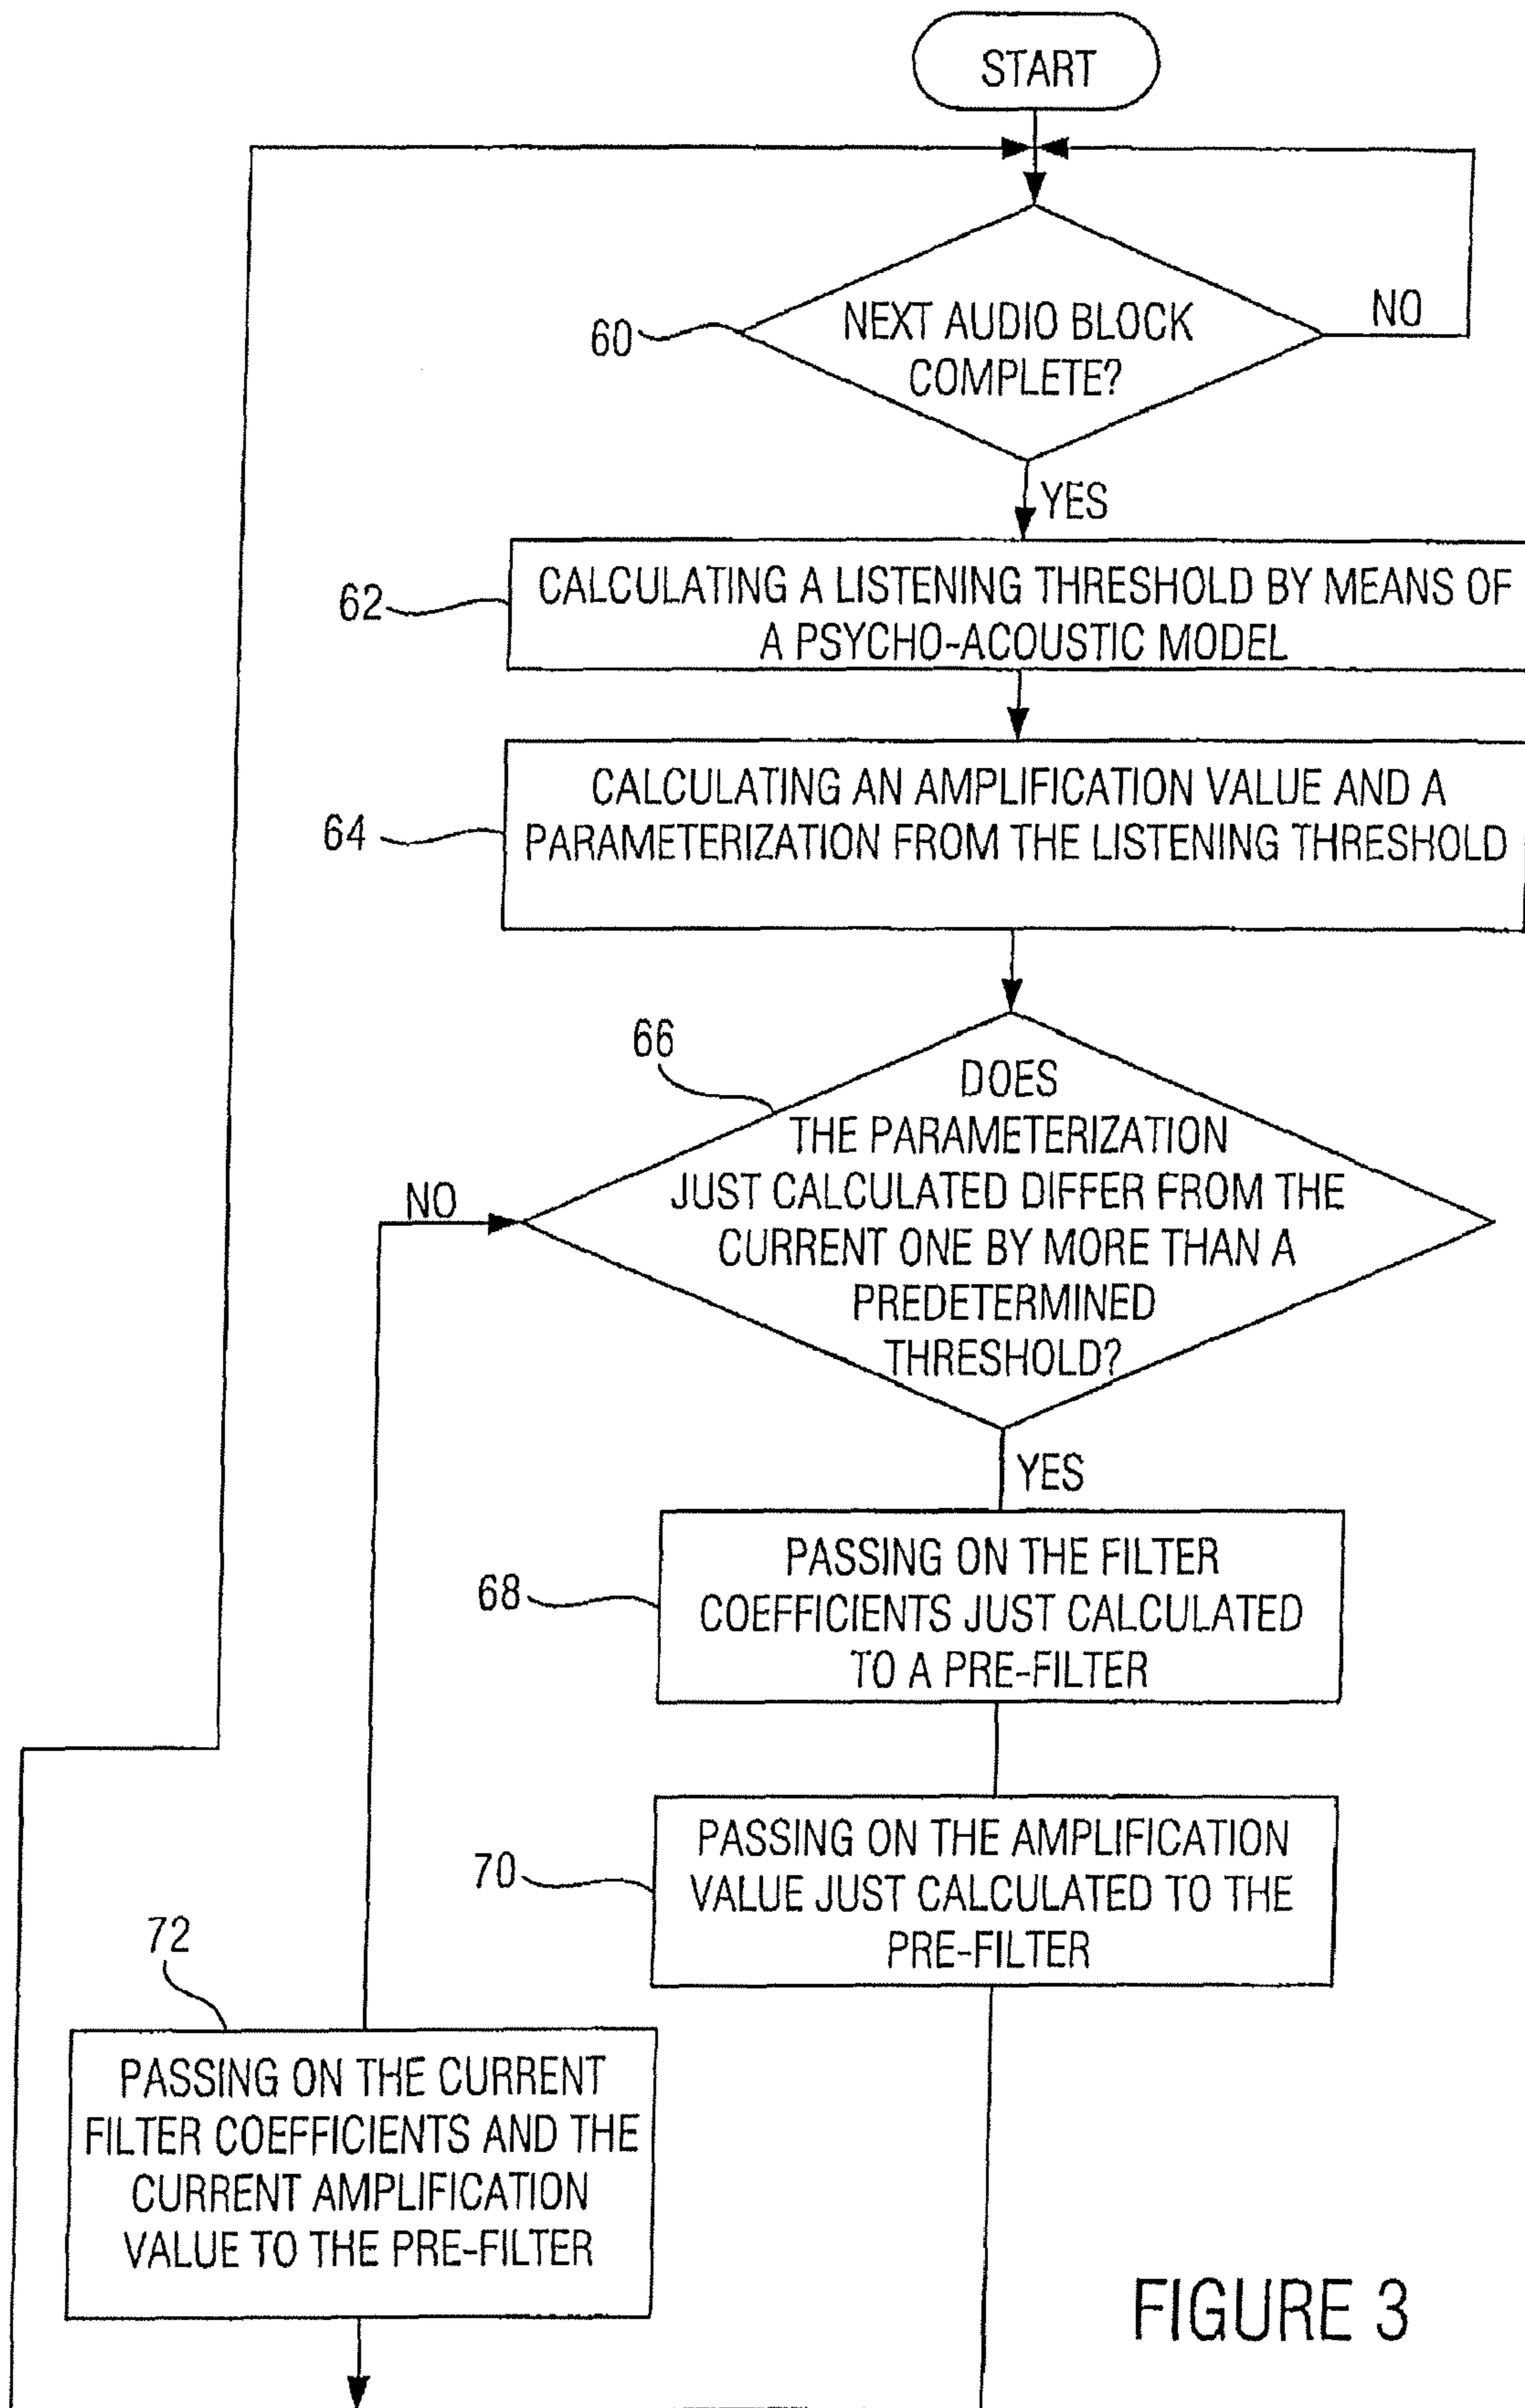 START
NO
60
NEXT AUDIO BLOCK
COMPLETE?
YES
62
CALCULATING A LISTENING THRESHOLD BY MEANS OF
A PSYCHO-ACOUSTIC MODEL
64
CALCULATING AN AMPLIFICATION VALUE AND A
PARAMETERIZATION FROM THE LISTENING THRESHOLD
66
DOES
THE PARAMETERIZATION
JUST CALCULATED DIFFER FROM THE
CURRENT ONE BY MORE THAN A
PREDETERMINED
THRESHOLD?
NO
YES
68
PASSING ON THE FILTER
COEFFICIENTS JUST CALCULATED
TO A PRE-FILTER
70
PASSING ON THE AMPLIFICATION
VALUE JUST CALCULATED TO THE
PRE-FILTER
72
PASSING ON THE CURRENT
FILTER COEFFICIENTS AND THE
CURRENT AMPLIFICATION
VALUE TO THE PRE-FILTER
FIGURE 3